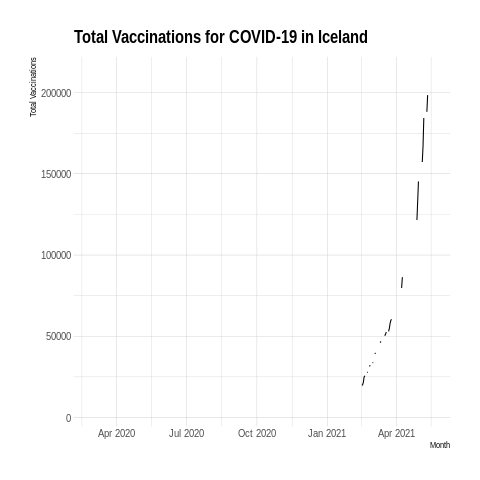 Total Vaccinations for COVID-19 in Iceland
Total Vaccinations
200000
150000
100000
50000
0
Apr 2020 Jul 2020 Oct 2020 Jan 2021 Apr 2021
Month